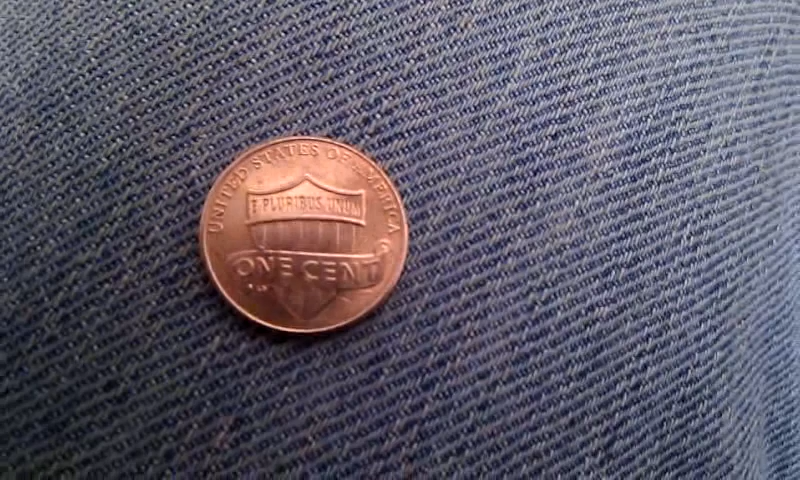 UNITED STATES OF AMERICA
E PLURIBUS UNUM
ONE CENT